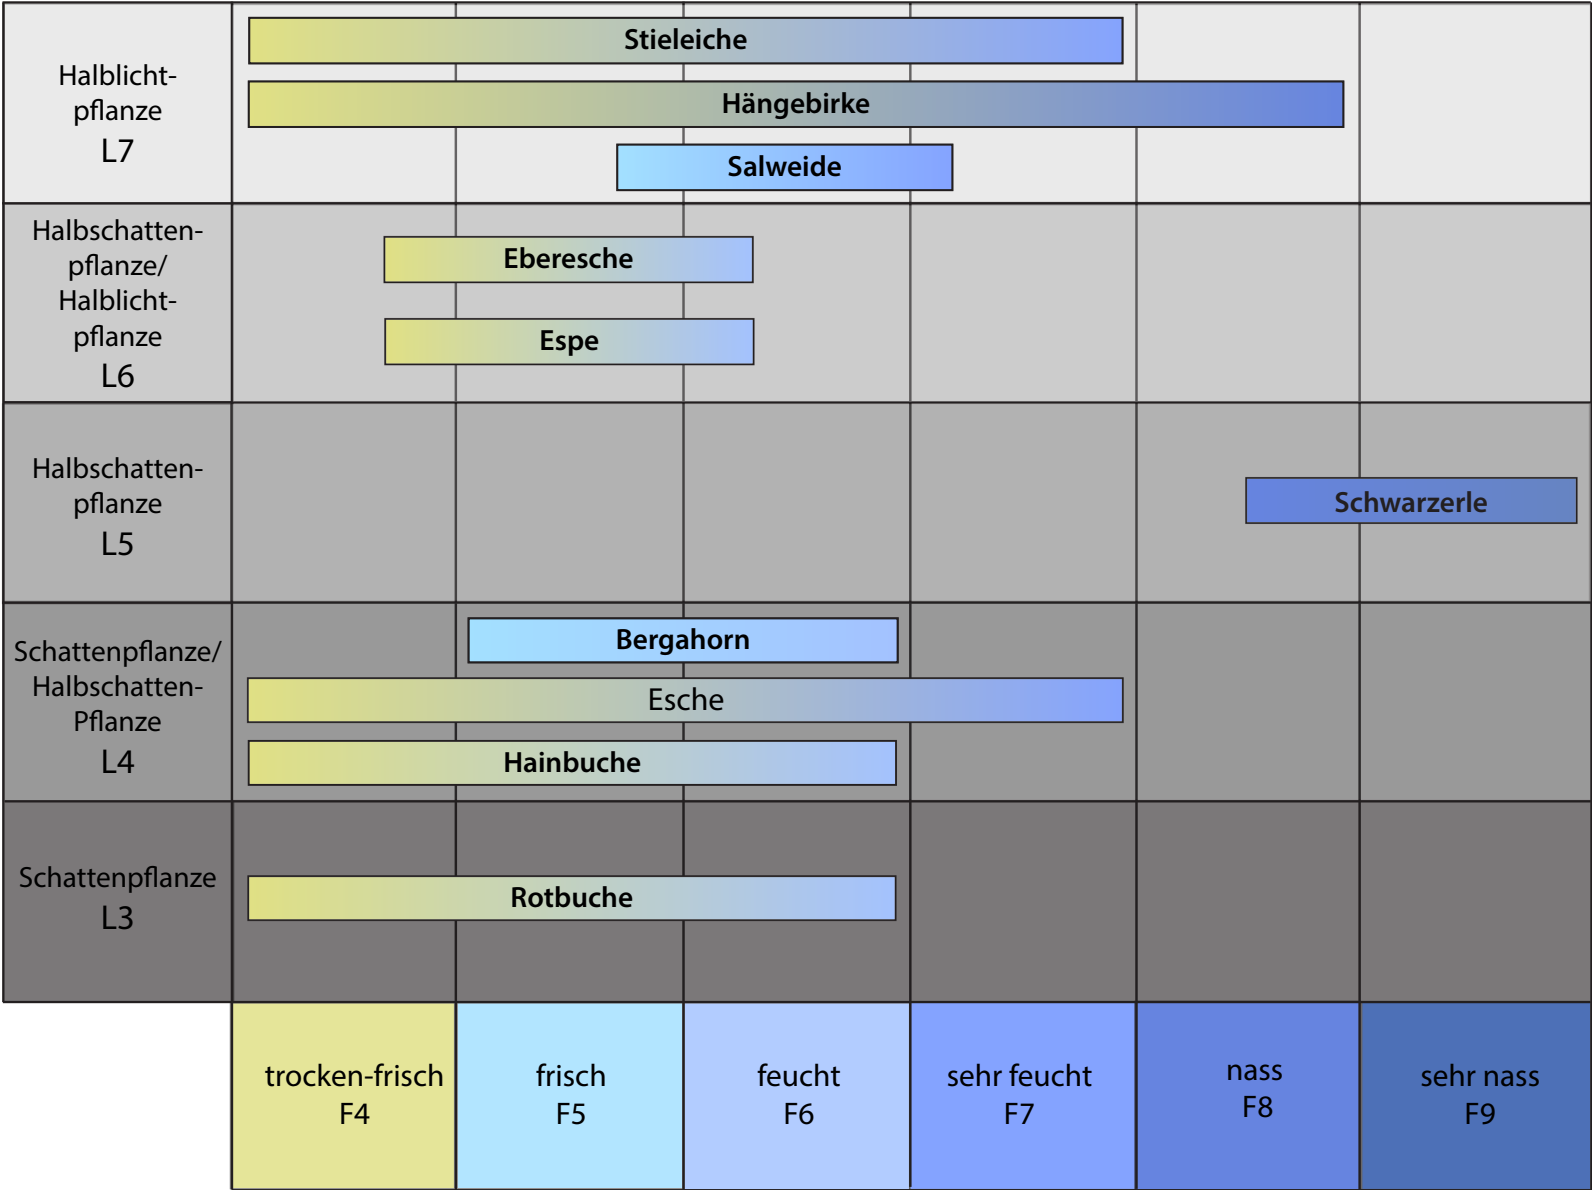 Halblicht-
pflanze
L7
Stieleiche
Hängebirke
Salweide
Halbschatten-
pflanze/
Halblicht-
pflanze
L6
Eberesche
Espe
Halbschatten-
pflanze
L5
Schwarzerle
Schattenpflanze/
Halbschatten-
Pflanze
L4
Bergahorn
Esche
Hainbuche
Schattenpflanze
L3
Rotbuche
trocken-frisch
F4
frisch
F5
feucht
F6
sehr feucht
F7
nass
F8
sehr nass
F9